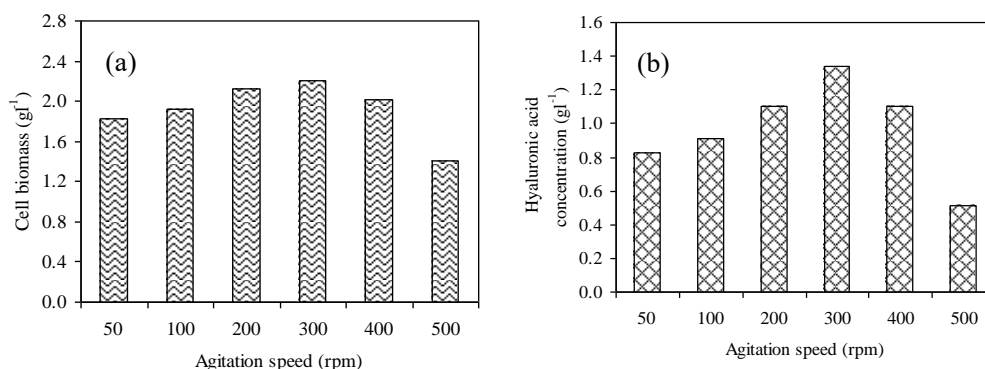 (a)
Cell biomass (gl⁻¹)
2.8
2.4
2.0
1.6
1.2
0.8
0.4
0.0
50 100 200 300 400 500
Agitation speed (rpm)
(b)
Hyaluronic acid
concentration (gl⁻¹)
1.6
1.4
1.2
1.0
0.8
0.6
0.4
0.2
0.0
50 100 200 300 400 500
Agitation speed (rpm)